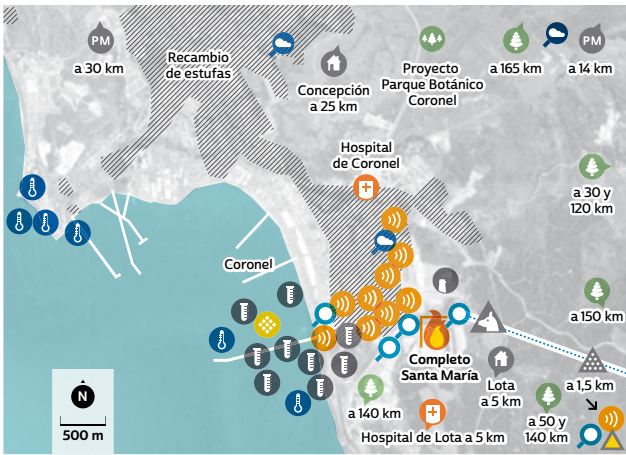 PM
a 30 km
Recambio
de estufas
Concepción
a 25 km
Proyecto
Parque Botánico
Coronel
a 165 km
PM
a 14 km
Hospital
de Coronel
a 30 y
120 km
Coronel
a 150 km
Completo
Santa María
Lota
a 5 km
a 1,5 km
N
500 m
a 140 km
Hospital de Lota a 5 km
a 50 y
140 km